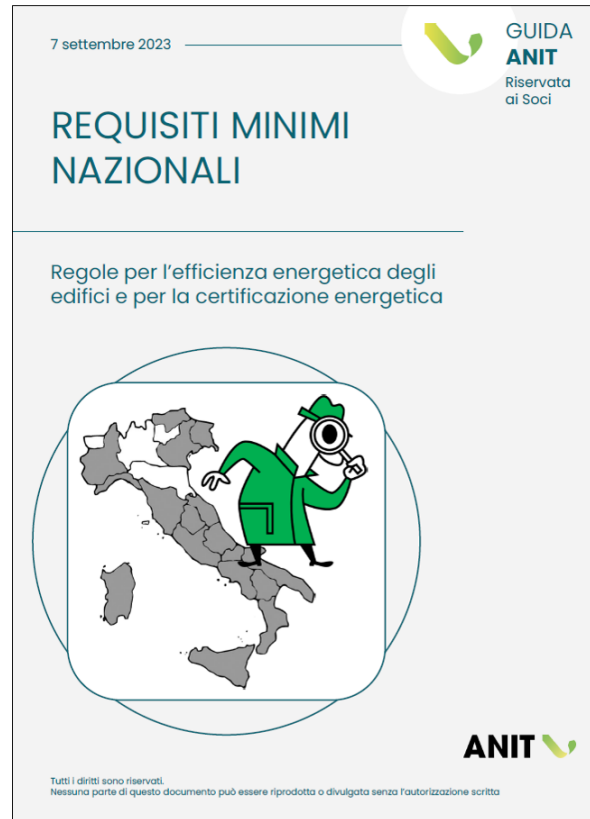 7 settembre 2023
GUIDA
ANIT
Riservata
ai Soci
REQUISITI MINIMI
NAZIONALI
Regole per l'efficienza energetica degli
edifici e per la certificazione energetica
ANIT
Tutti i diritti sono riservati.
Nessuna parte di questo documento può essere riprodotta o divulgata senza l'autorizzazione scritta